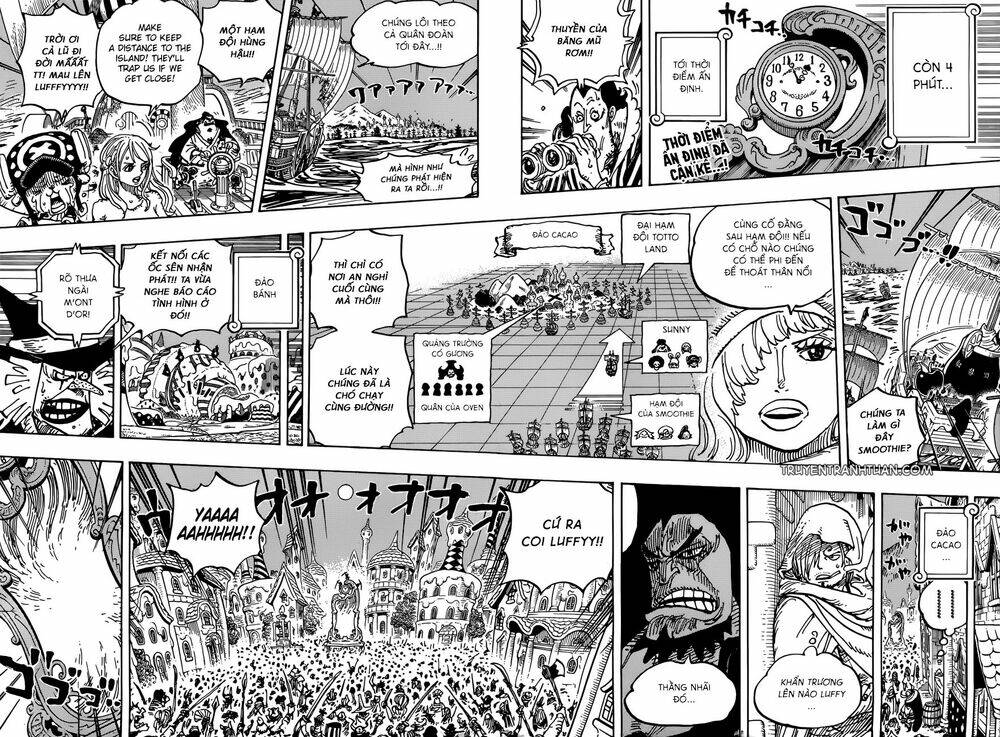 CÒN 4
PHÚT...
THỜI ĐIỂM
ẤN ĐỊNH ĐÃ
CẬN KỀ...!!
TỚI THỜI
ĐIỂM ẤN
ĐỊNH.
THUYỀN CỦA
BĂNG MŨ
RƠM!!
CHÚNG LÔI THEO
CẢ QUÂN ĐOÀN
TỚI ĐÂY...!!
MÀ HÌNH NHƯ
CHÚNG PHÁT HIỆN
RA TA RỒI...!!
MỘT HẠM
ĐỘI HÙNG
HẬU!!
MAKE
SURE TO KEEP
A DISTANCE TO THE
ISLAND! THEY'LL
TRAP US IF WE
GET CLOSE!
TRỜI ƠI
CẢ LŨ ĐI
ĐỜI MẤẤẤT
TT! MAU LÊN
LUFFFYYYY!!
CHÚNG TA
LÀM GÌ
ĐÂY
SMOOTHIE?
CÙNG CỐ ĐẰNG
SAU HẠM ĐỘI!!! NẾU
CÓ CHỖ NÀO CHÚNG
CÓ THỂ PHI ĐẾN
ĐỂ THOÁT THÂN NỔI
...
ĐẢO CACAO
ĐẠI HẠM
ĐỘI TOTTO
LAND
SUNNY
HẠM ĐỘI
CỦA SMOOTHIE
QUẢNG TRƯỜNG
CÓ GƯƠNG
QUÂN CỦA OVEN
THÌ CHỈ CÓ
NƠI AN NGHỈ
CUỐI CÙNG
MÀ THÔI!!
LÚC NÀY
CHÚNG ĐÃ LÀ
CHÓ CHẠY
CÙNG ĐƯỜNG!!
ĐẢO
BÁNH
KẾT NỐI CÁC
ỐC SÊN NHẬN
PHÁT!! TA VỪA
NGHE BÁO CÁO
TÌNH HÌNH Ở
ĐÓ!!
RÕ THƯA
NGÀI
M'ONT
D'OR!
TRUYENTRANHTUAN.COM
ĐẢO
CACAO...
KHẨN TRƯƠNG
LÊN NÀO LUFFY
...
THẰNG NHÃI
ĐÓ...
CỨ RA
COI LUFFYY!!
YAAAA
AAHHHHH!!